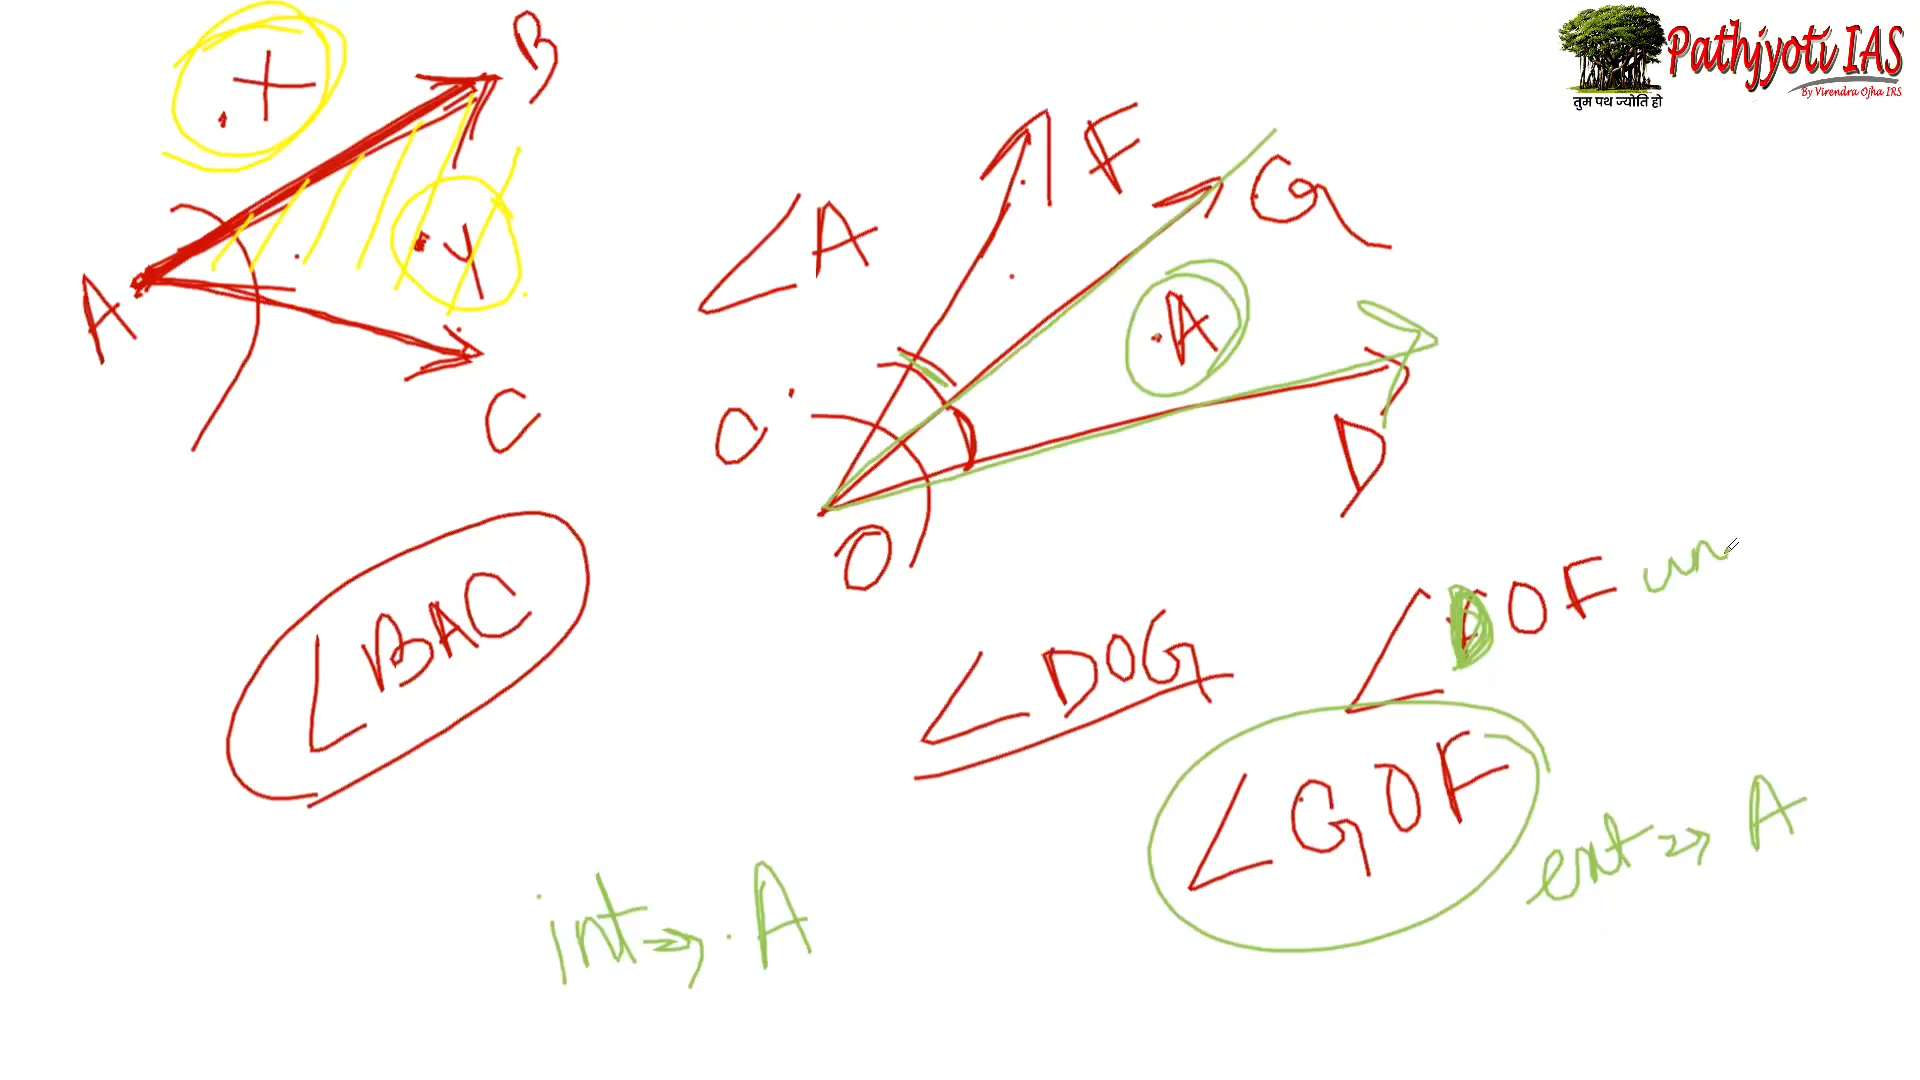 Pathjyoti IAS
By Virendra Ojha IRS
तुम पथ ज्योति हो
X
B
Y
A
C
∠A
F
G
.A
D
O
O
∠BAC
∠DOG
∠DOF un
∠GOF
ext → A
int → .A